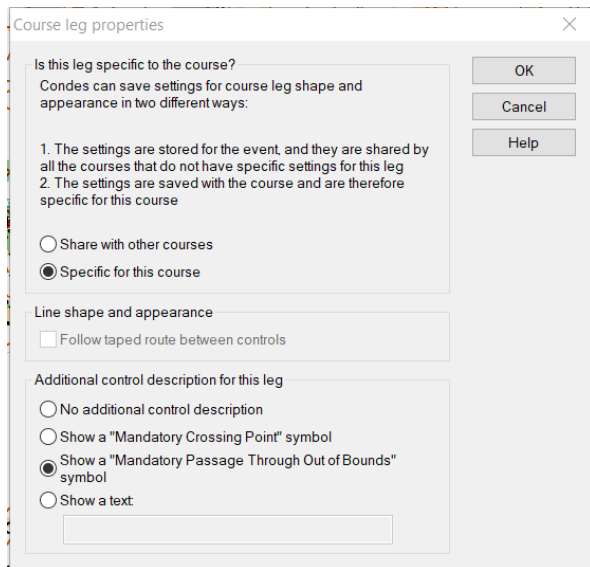 Course leg properties
Is this leg specific to the course?
Condes can save settings for course leg shape and
appearance in two different ways:
1. The settings are stored for the event, and they are shared by
all the courses that do not have specific settings for this leg
2. The settings are saved with the course and are therefore
specific for this course
Share with other courses
Specific for this course
Line shape and appearance
Follow taped route between controls
Additional control description for this leg
No additional control description
Show a "Mandatory Crossing Point" symbol
Show a "Mandatory Passage Through Out of Bounds"
symbol
Show a text:
OK
Cancel
Help